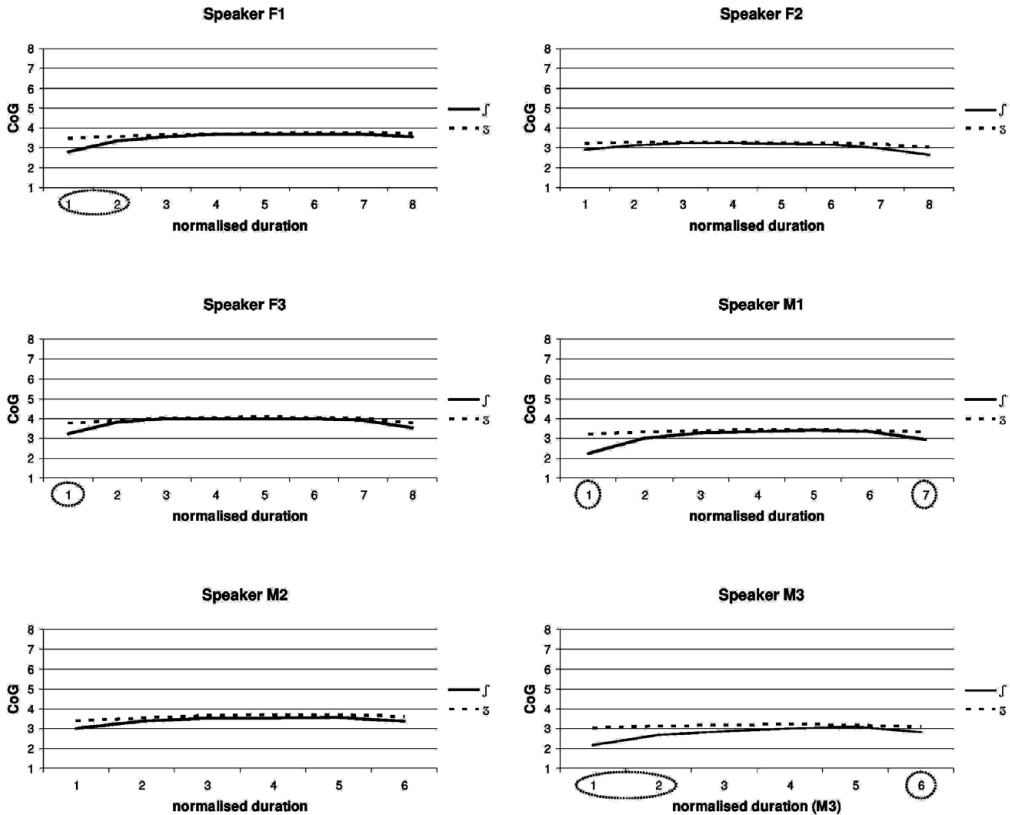 Speaker F1
8
7
6
5
4
3
2
1
CoG
1 2 3 4 5 6 7 8
normalised duration
ʃ
ʒ
Speaker F2
8
7
6
5
4
3
2
1
CoG
1 2 3 4 5 6 7 8
normalised duration
ʃ
ʒ
Speaker F3
8
7
6
5
4
3
2
1
CoG
1 2 3 4 5 6 7 8
normalised duration
ʃ
ʒ
Speaker M1
8
7
6
5
4
3
2
1
CoG
1 2 3 4 5 6 7
normalised duration
ʃ
ʒ
Speaker M2
8
7
6
5
4
3
2
1
CoG
1 2 3 4 5 6
normalised duration
ʃ
ʒ
Speaker M3
8
7
6
5
4
3
2
1
CoG
1 2 3 4 5 6
normalised duration (M3)
ʃ
ʒ